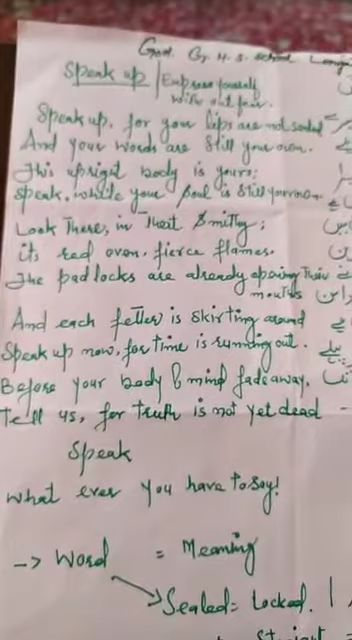 Govt. G. H. S. School
Speak up / Express yourself
with out fear.
Speak up, for your lips are not sealed
And your words are still your own.
This upright body is yours;
Speak, while your soul is still your own.
Look There, in That Smithy;
its red oven, fierce flames.
The padlocks are already opening Their
mouths
And each fetter is skirting around
Speak up now, for time is running out.
Before your body & mind fade away,
tell us, for truth is not yet dead -
Speak
What ever you have to say!
-> Word = Meaning
Sealed = Locked.